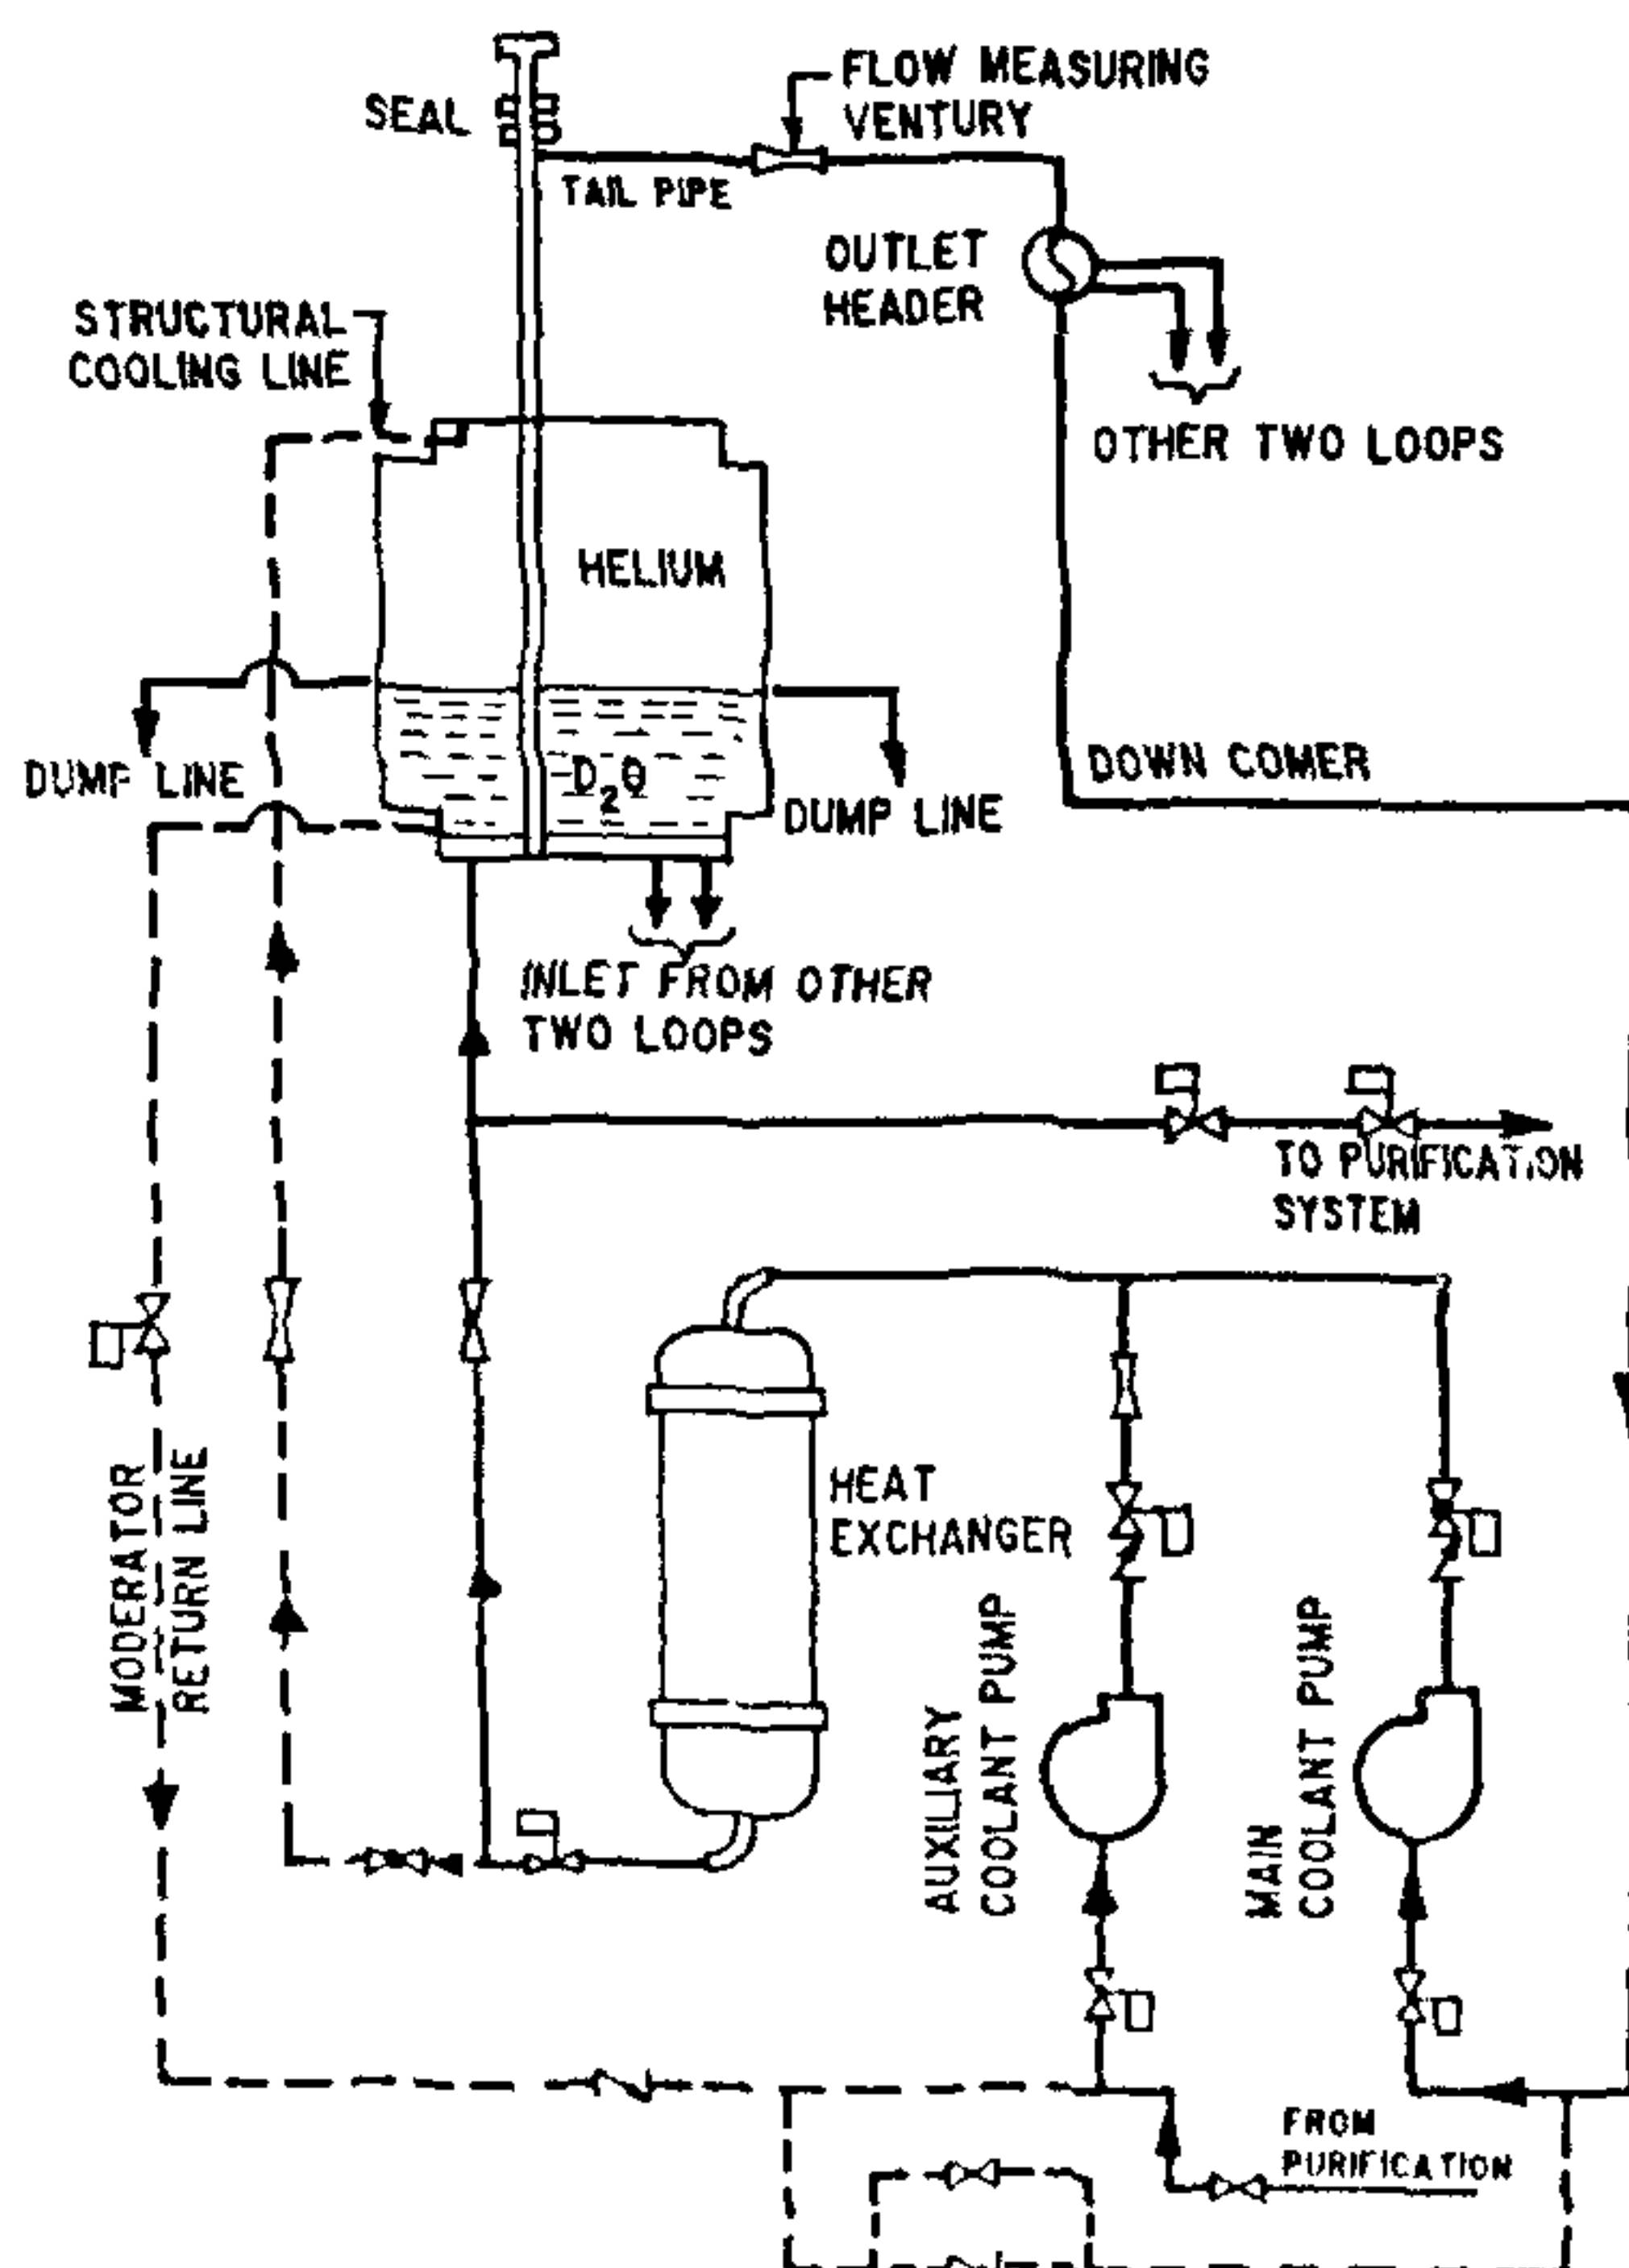 FLOW MEASURING
VENTURY
SEAL
TAIL PIPE
OUTLET
HEADER
STRUCTURAL
COOLING LINE
OTHER TWO LOOPS
HELIUM
DUMP LINE
D2O
DOWN COMER
DUMP LINE
INLET FROM OTHER
TWO LOOPS
TO PURIFICATION
SYSTEM
MODERATOR
RETURN LINE
HEAT
EXCHANGER
AUXILIARY
COOLANT PUMP
MAIN
COOLANT PUMP
FROM
PURIFICATION